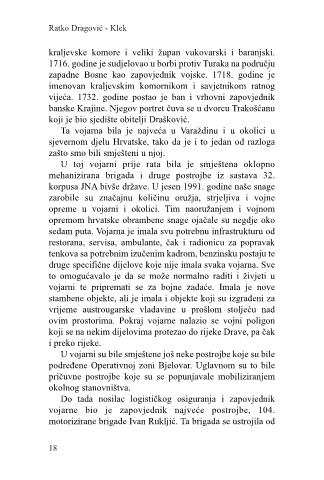 Ratko Dragović - Klek
kraljevske komore i veliki župan vukovarski i baranjski.
1716. godine je sudjelovao u borbi protiv Turaka na području
zapadne Bosne kao zapovjednik vojske. 1718. godine je
imenovan kraljevskim komornikom i savjetnikom ratnog
vijeća. 1732. godine postao je ban i vrhovni zapovjednik
banske Krajine. Njegov portret čuva se u dvorcu Trakošćanu
koji je bio sjedište obitelji Drašković.
Ta vojarna bila je najveća u Varaždinu i u okolici u
sjevernom djelu Hrvatske, tako da je i to jedan od razloga
zašto smo bili smješteni u njoj.
U toj vojarni prije rata bila je smještena oklopno
mehanizirana brigada i druge postrojbe iz sastava 32.
korpusa JNA bivše države. U jesen 1991. godine naše snage
zarobile su značajnu količinu oružja, strjeljiva i vojne
opreme u vojarni i okolici. Tim naoružanjem i vojnom
opremom hrvatske obrambene snage ojačale su negdje oko
sedam puta. Vojarna je imala svu potrebnu infrastrukturu od
restorana, servisa, ambulante, čak i radionicu za popravak
tenkova sa potrebnim izučenim kadrom, benzinsku postaju te
druge specifične dijelove koje nije imala svaka vojarna. Sve
to omogućavalo je da se može normalno raditi i živjeti u
vojarni te pripremati se za bojne zadaće. Imala je nove
stambene objekte, ali je imala i objekte koji su izgrađeni za
vrijeme austrougarske vladavine u prošlom stoljeću nad
ovim prostorima. Pokraj vojarne nalazio se vojni poligon
koji se na nekim dijelovima protezao do rijeke Drave, pa čak
i preko rijeke.
U vojarni su bile smještene još neke postrojbe koje su bile
podređene Operativnoj zoni Bjelovar. Uglavnom su to bile
pričuvne postrojbe koje su se popunjavale mobiliziranjem
okolnog stanovništva.
Do tada nosilac logističkog osiguranja i zapovjednik
vojarne bio je zapovjednik najveće postrojbe, 104.
motorizirane brigade Ivan Rukljić. Ta brigada se ustrojila od
18